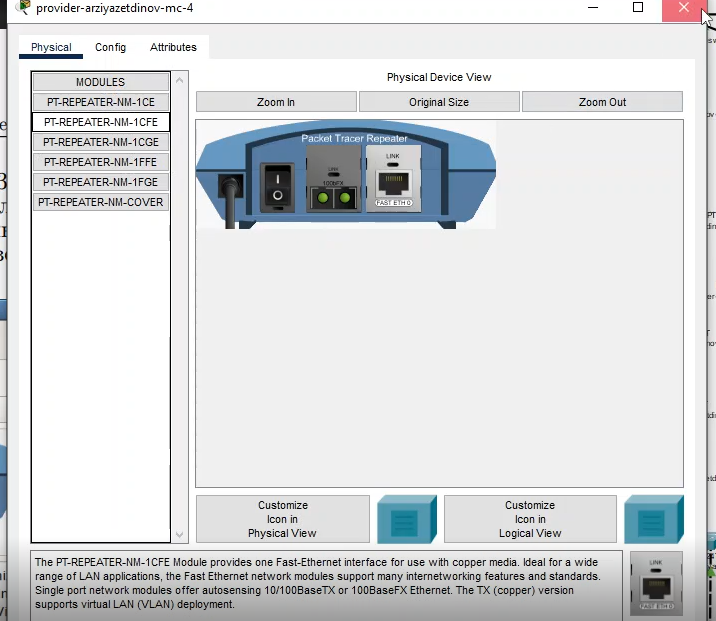 provider-arziyazetdinov-mc-4
Physical
Config
Attributes
MODULES
PT-REPEATER-NM-1CE
PT-REPEATER-NM-1CFE
PT-REPEATER-NM-1CGE
PT-REPEATER-NM-1FFE
PT-REPEATER-NM-1FGE
PT-REPEATER-NM-COVER
Physical Device View
Zoom In
Original Size
Zoom Out
Packet Tracer Repeater
LINK
LINK
100bFX
FAST ETH 0
Customize
Icon in
Physical View
Customize
Icon in
Logical View
The PT-REPEATER-NM-1CFE Module provides one Fast-Ethernet interface for use with copper media. Ideal for a wide
range of LAN applications, the Fast Ethernet network modules support many internetworking features and standards.
Single port network modules offer autosensing 10/100BaseTX or 100BaseFX Ethernet. The TX (copper) version
supports virtual LAN (VLAN) deployment.
LINK
FAST ETH 0